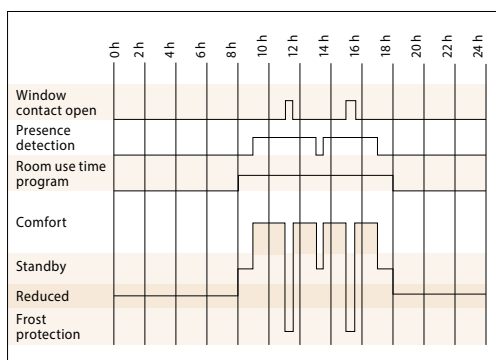 0 h 2 h 4 h 6 h 8 h 10 h 12 h 14 h 16 h 18 h 20 h 22 h 24 h
Window
contact open
Presence
detection
Room use time
program
Comfort
Standby
Reduced
Frost
protection